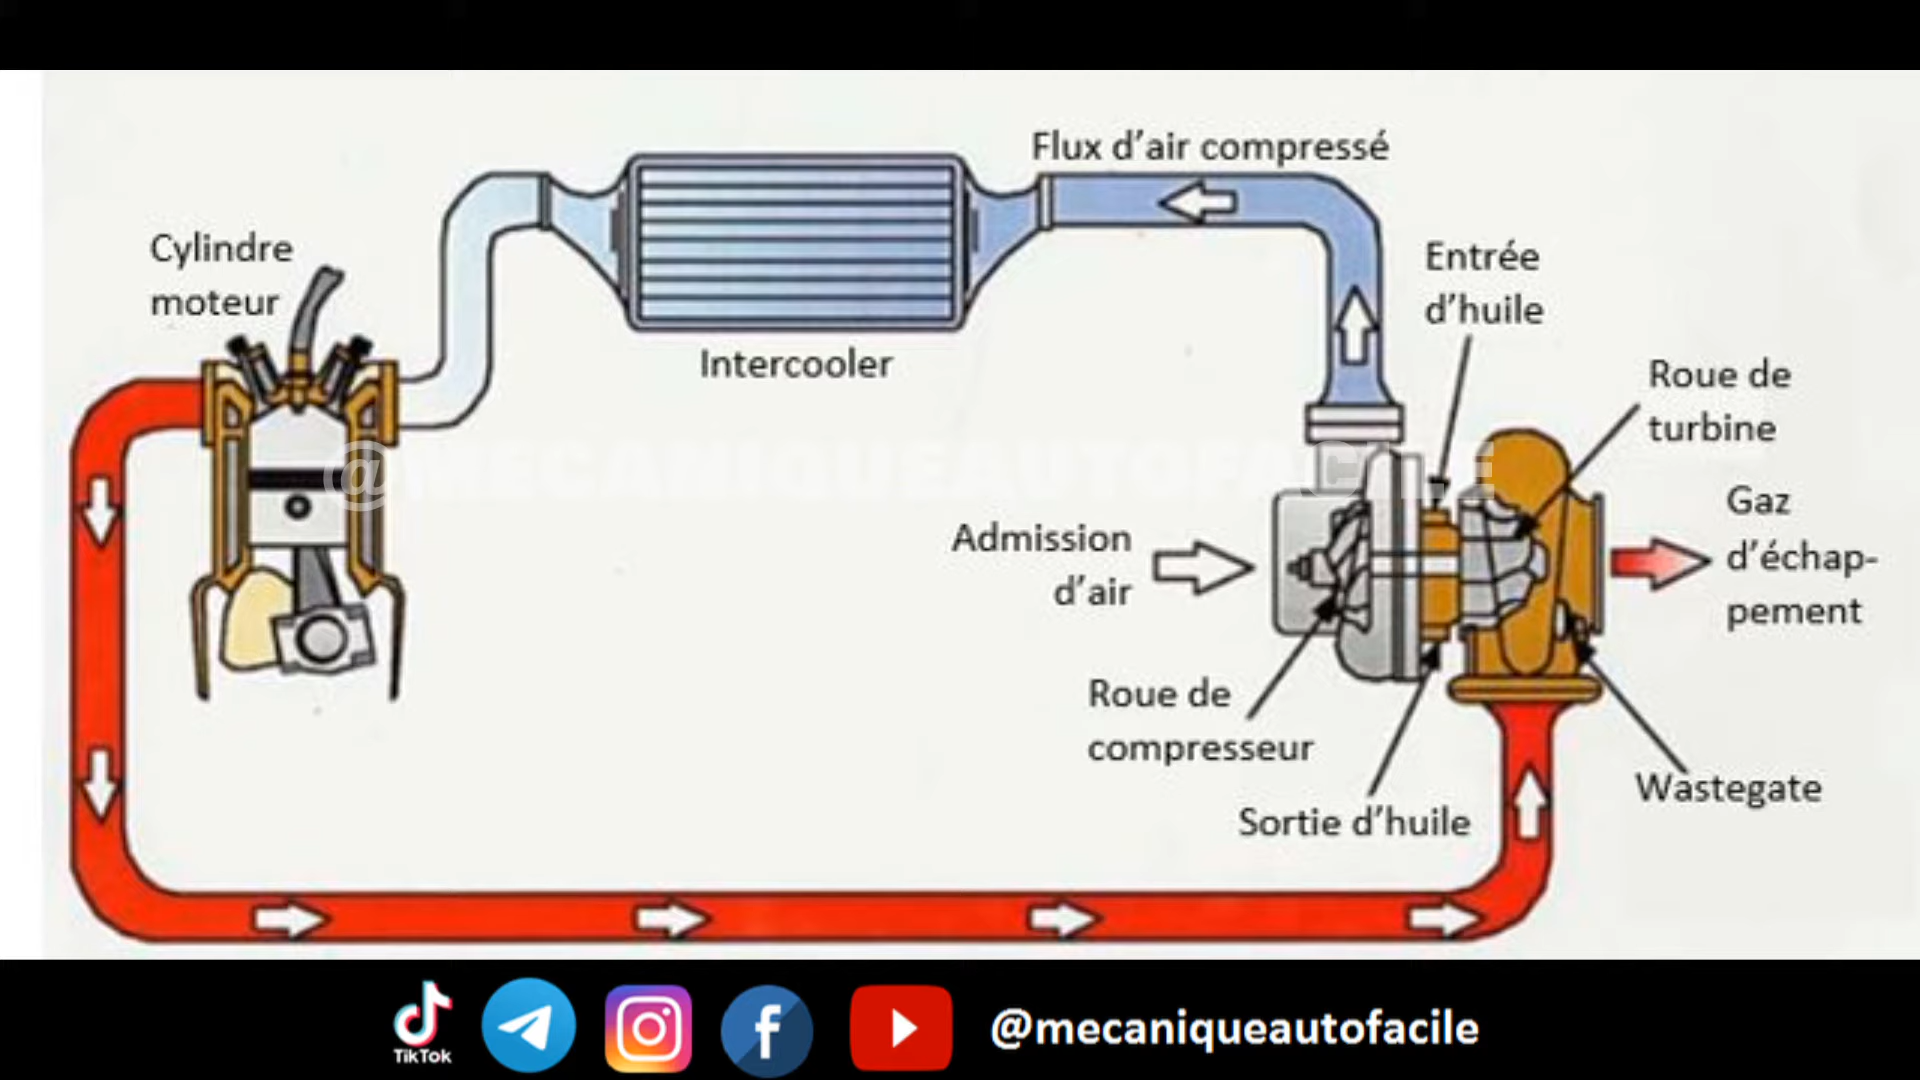 Flux d'air compressé
Cylindre
moteur
Entrée
d'huile
Intercooler
Roue de
turbine
@MECANIQUEAUTOFACILE
Gaz
d'échap-
pement
Admission
d'air
Roue de
compresseur
Wastegate
Sortie d'huile
TikTok
@mecaniqueautofacile